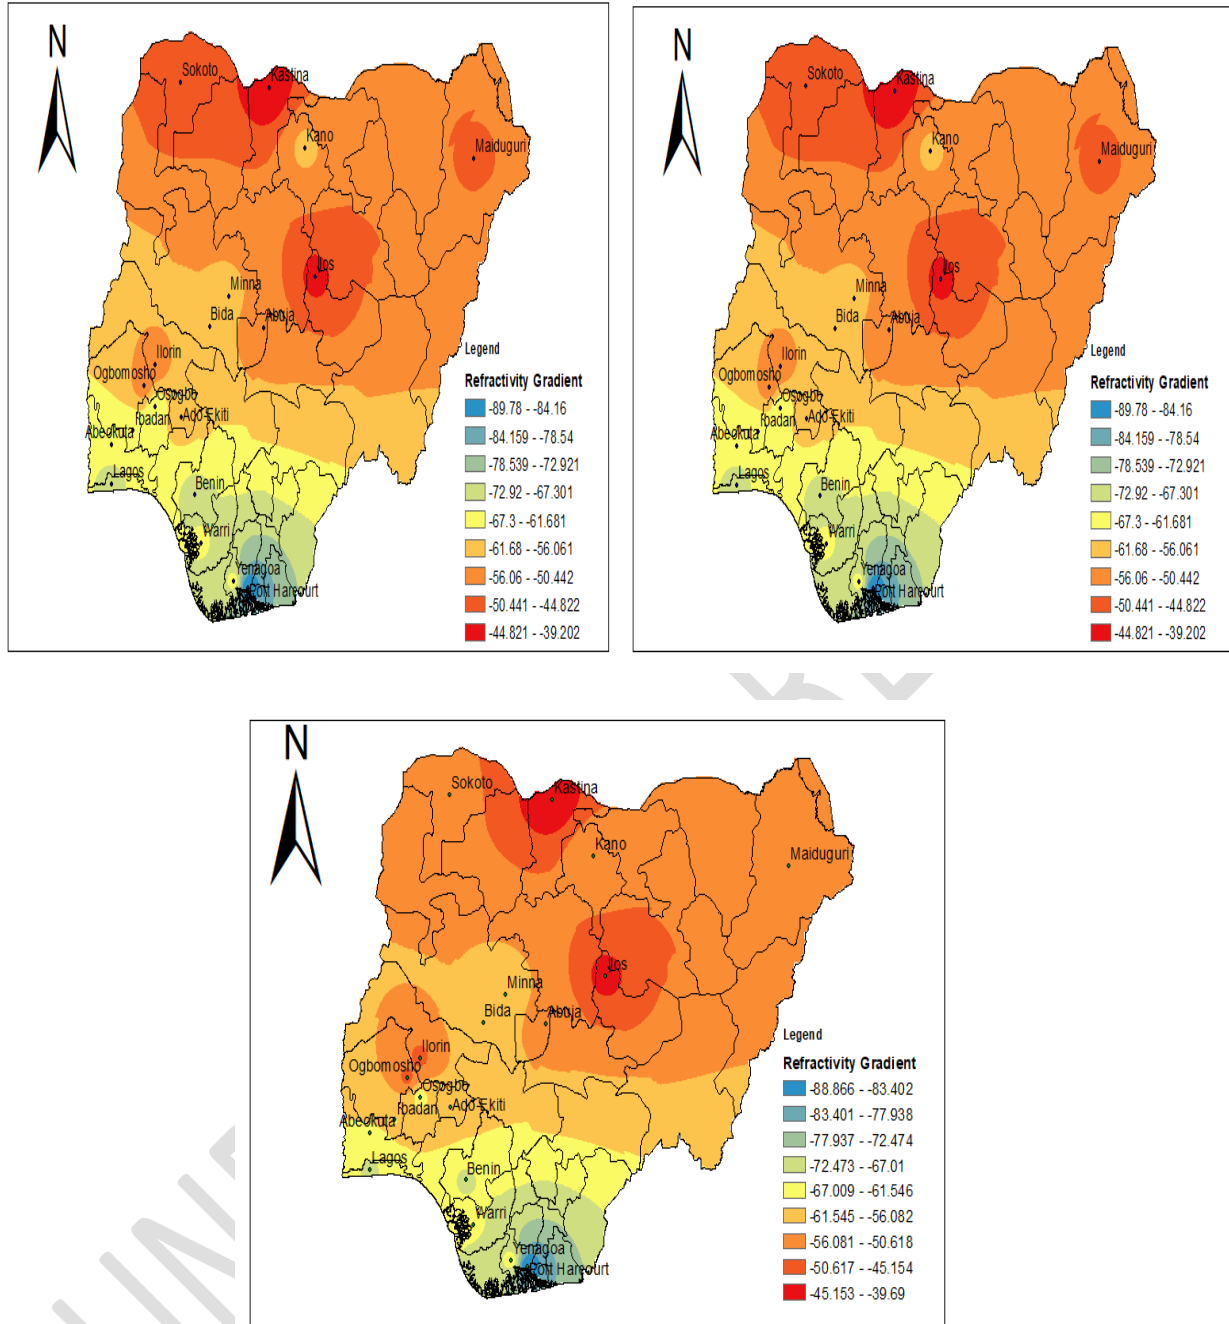 N
Sokoto
Kastina
Kano
Maiduguri
Jos
Minna
Bida
Abuja
Ilorin
Ogbomosho
Osogbo
Ibadan
Ado-Ekiti
Abeokuta
Lagos
Benin
Warri
Yenagoa
Port Harcourt
Legend
Refractivity Gradient
-89.78 - -84.16
-84.159 - -78.54
-78.539 - -72.921
-72.92 - -67.301
-67.3 - -61.681
-61.68 - -56.061
-56.06 - -50.442
-50.441 - -44.822
-44.821 - -39.202
N
Sokoto
Kastina
Kano
Maiduguri
Jos
Minna
Bida
Abuja
Ilorin
Ogbomosho
Osogbo
Ibadan
Ado-Ekiti
Abeokuta
Lagos
Benin
Warri
Yenagoa
Port Harcourt
Legend
Refractivity Gradient
-89.78 - -84.16
-84.159 - -78.54
-78.539 - -72.921
-72.92 - -67.301
-67.3 - -61.681
-61.68 - -56.061
-56.06 - -50.442
-50.441 - -44.822
-44.821 - -39.202
N
Sokoto
Kastina
Kano
Maiduguri
Jos
Minna
Bida
Abuja
Ilorin
Ogbomosho
Osogbo
Ibadan
Ado-Ekiti
Abeokuta
Lagos
Benin
Warri
Yenagoa
Port Harcourt
Legend
Refractivity Gradient
-88.866 - -83.402
-83.401 - -77.938
-77.937 - -72.474
-72.473 - -67.01
-67.009 - -61.546
-61.545 - -56.082
-56.081 - -50.618
-50.617 - -45.154
-45.153 - -39.69